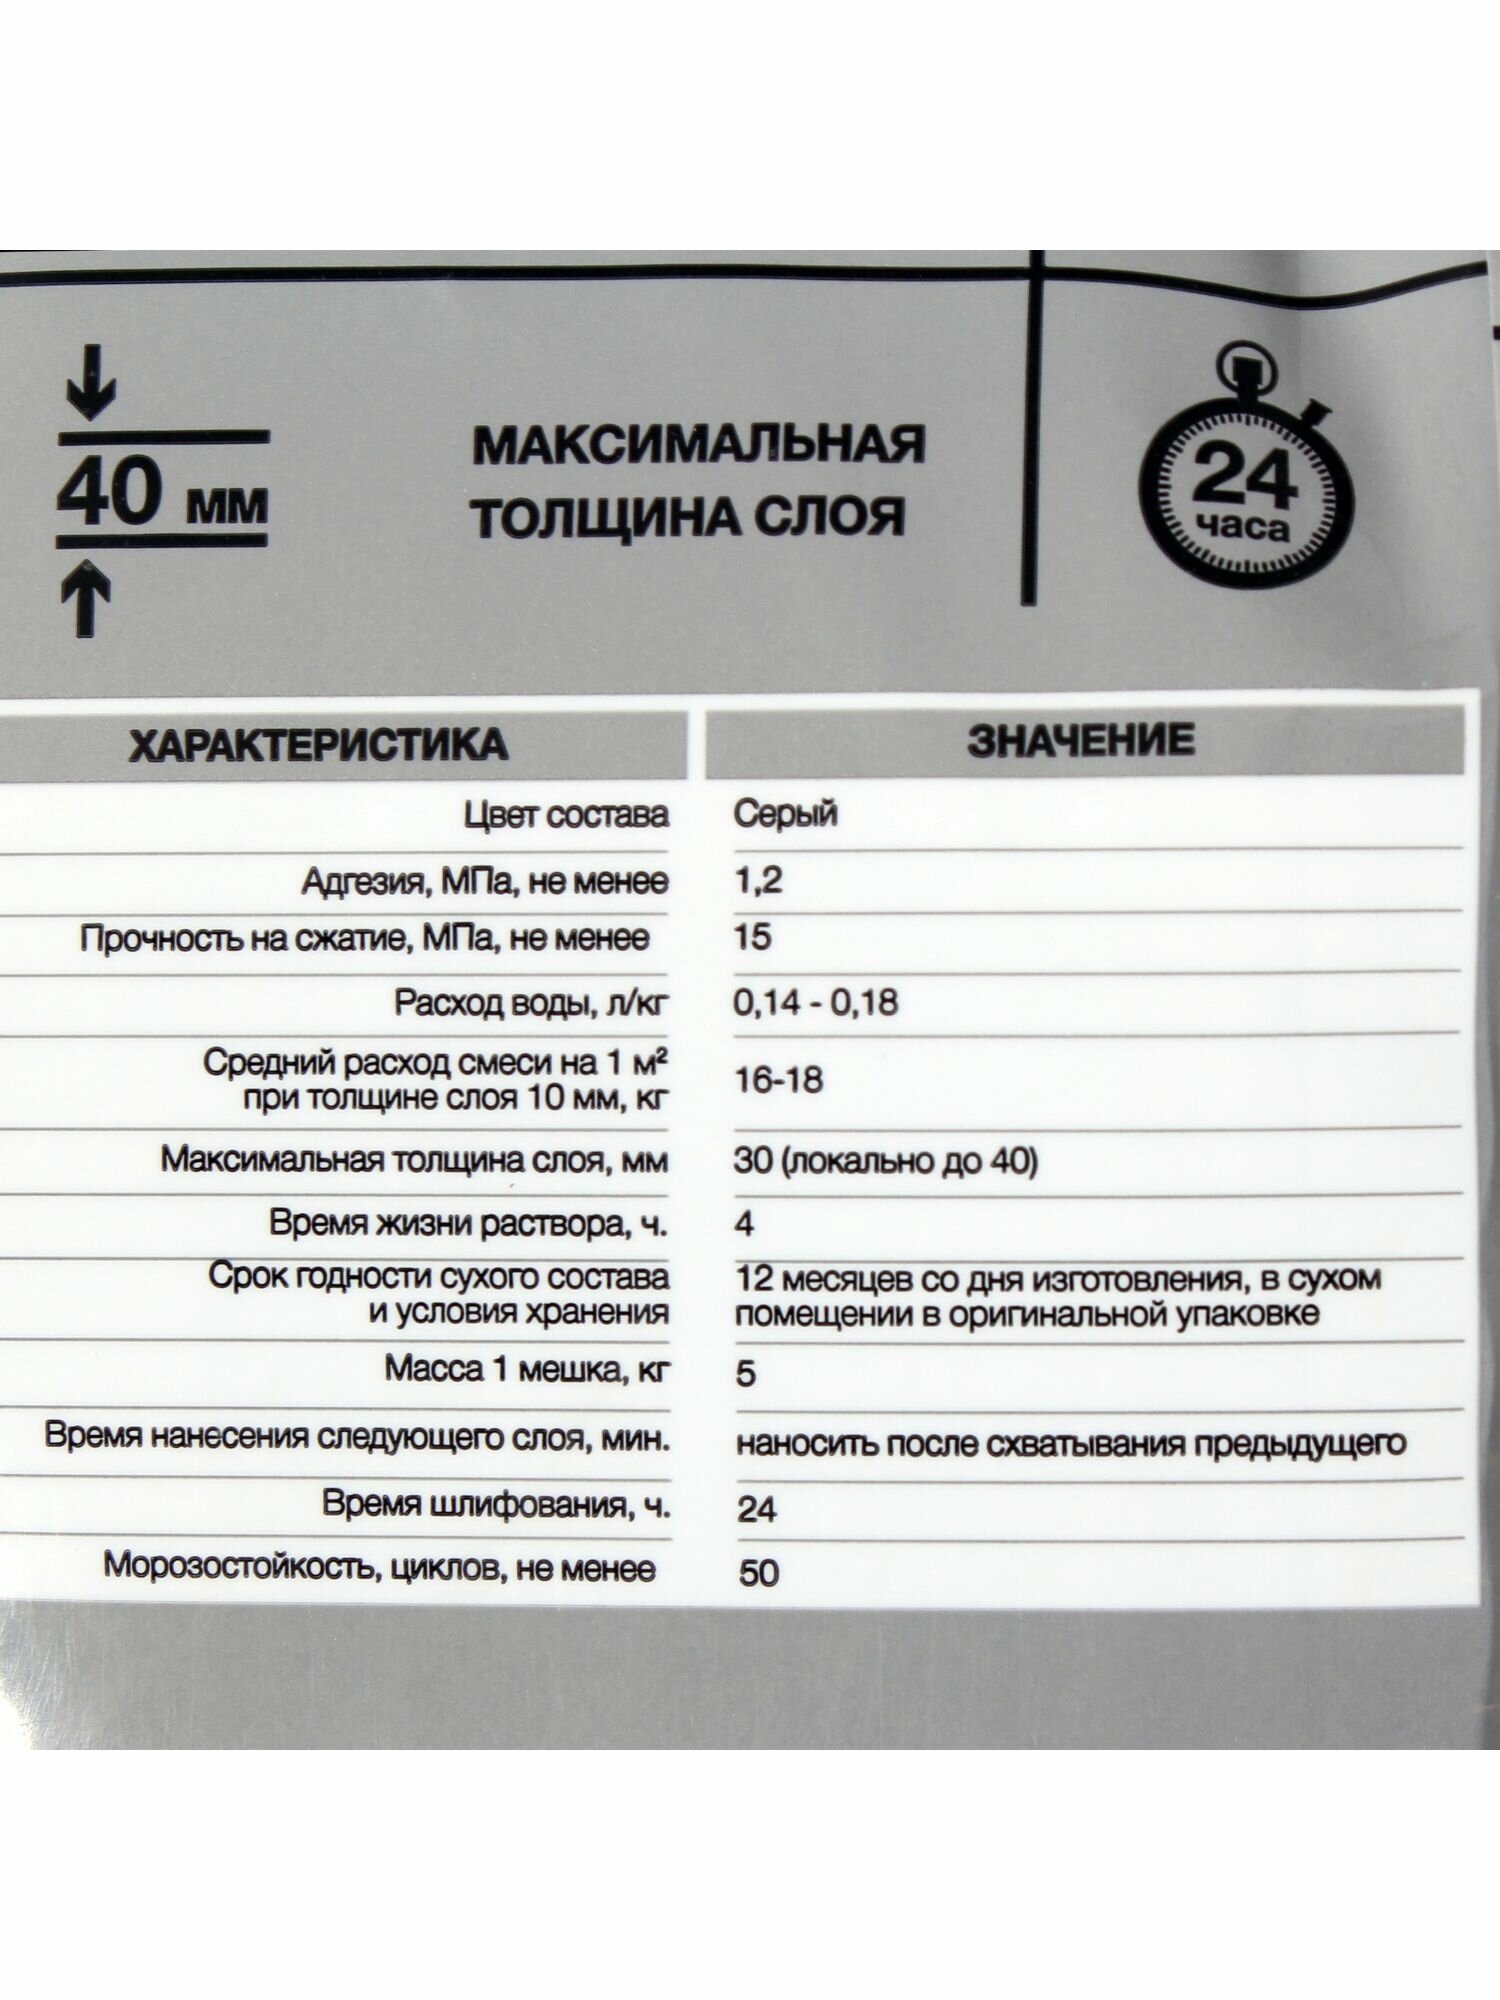 40 мм
МАКСИМАЛЬНАЯ
ТОЛЩИНА СЛОЯ
24
часа
ХАРАКТЕРИСТИКА ЗНАЧЕНИЕ
Цвет состава Серый
Адгезия, МПа, не менее 1,2
Прочность на сжатие, МПа, не менее 15
Расход воды, л/кг 0,14 - 0,18
Средний расход смеси на 1 м²
при толщине слоя 10 мм, кг 16-18
Максимальная толщина слоя, мм 30 (локально до 40)
Время жизни раствора, ч. 4
Срок годности сухого состава
и условия хранения
12 месяцев со дня изготовления, в сухом
помещении в оригинальной упаковке
Масса 1 мешка, кг 5
Время нанесения следующего слоя, мин. наносить после схватывания предыдущего
Время шлифования, ч. 24
Морозостойкость, циклов, не менее 50